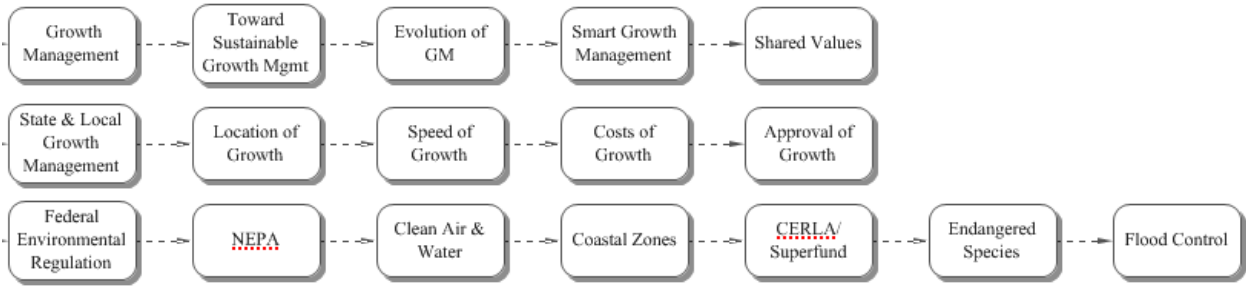 Growth
Management
Toward
Sustainable
Growth Mgmt
Evolution of
GM
Smart Growth
Management
Shared Values
State & Local
Growth
Management
Location of
Growth
Speed of
Growth
Costs of
Growth
Approval of
Growth
Federal
Environmental
Regulation
NEPA
Clean Air &
Water
Coastal Zones
CERLA/
Superfund
Endangered
Species
Flood Control